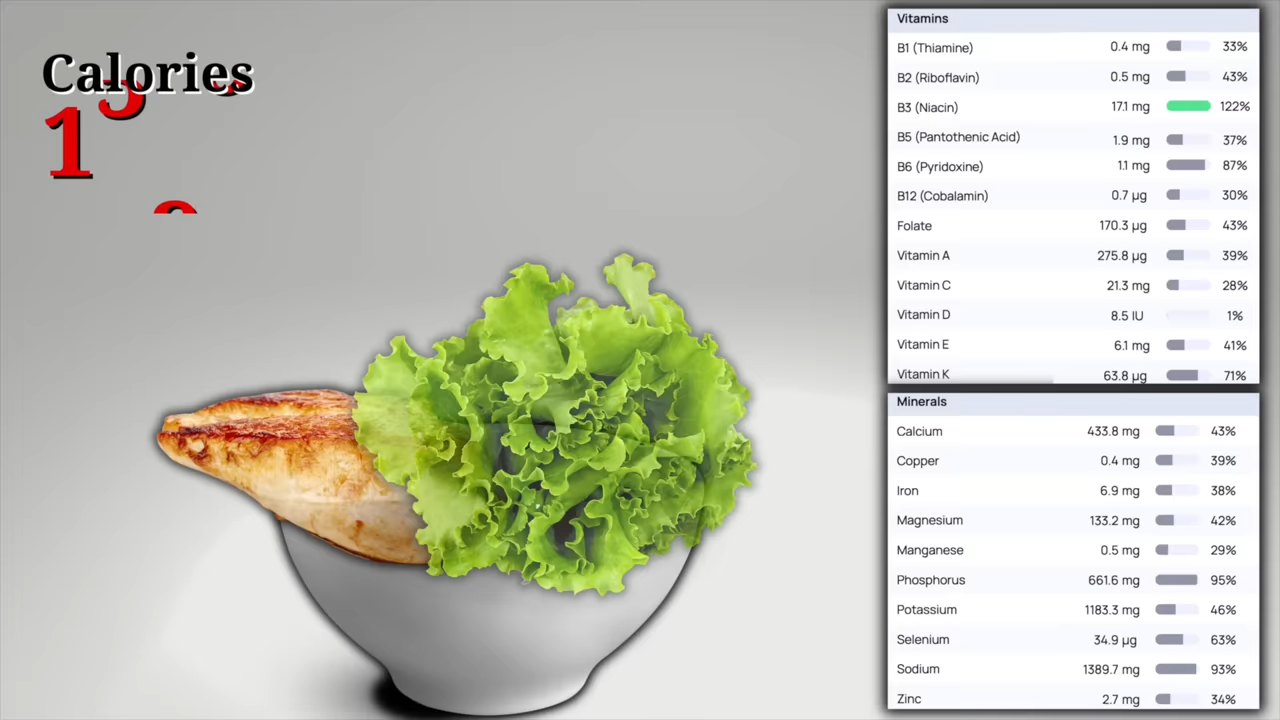 Calories
1
Vitamins
B1 (Thiamine) 0.4 mg 33%
B2 (Riboflavin) 0.5 mg 43%
B3 (Niacin) 17.1 mg 122%
B5 (Pantothenic Acid) 1.9 mg 37%
B6 (Pyridoxine) 1.1 mg 87%
B12 (Cobalamin) 0.7 µg 30%
Folate 170.3 µg 43%
Vitamin A 275.8 µg 39%
Vitamin C 21.3 mg 28%
Vitamin D 8.5 IU 1%
Vitamin E 6.1 mg 41%
Vitamin K 63.8 µg 71%
Minerals
Calcium 433.8 mg 43%
Copper 0.4 mg 39%
Iron 6.9 mg 38%
Magnesium 133.2 mg 42%
Manganese 0.5 mg 29%
Phosphorus 661.6 mg 95%
Potassium 1183.3 mg 46%
Selenium 34.9 µg 63%
Sodium 1389.7 mg 93%
Zinc 2.7 mg 34%